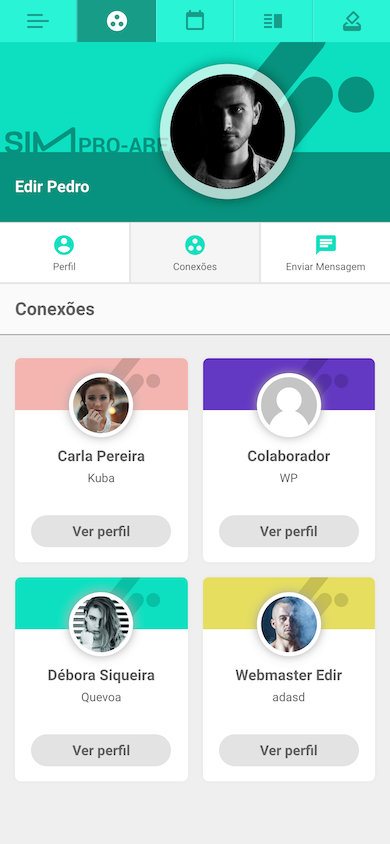 SIM PRO-ARE
Edir Pedro
Perfil
Conexões
Enviar Mensagem
Conexões
Carla Pereira
Kuba
Ver perfil
Colaborador
WP
Ver perfil
Débora Siqueira
Quevoa
Ver perfil
Webmaster Edir
adasd
Ver perfil